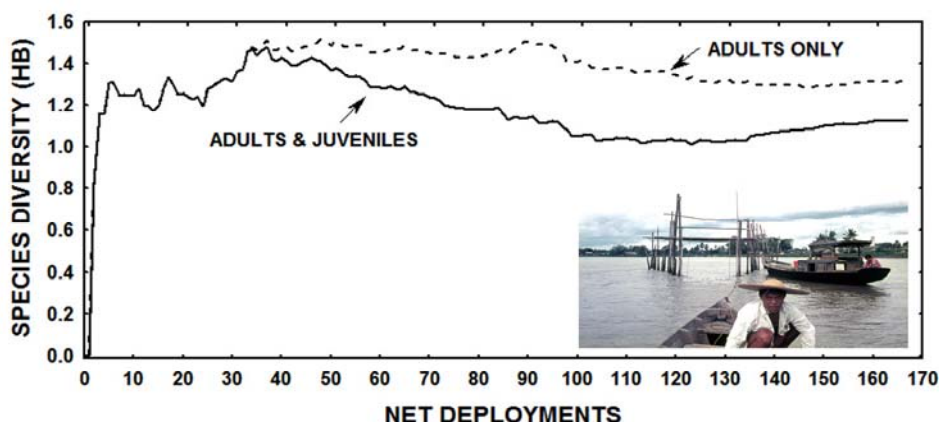 1.6
1.4
1.2
1.0
0.8
0.6
0.4
0.2
0.0
SPECIES DIVERSITY (HB)
ADULTS ONLY
ADULTS & JUVENILES
0 10 20 30 40 50 60 70 80 90 100 110 120 130 140 150 160 170
NET DEPLOYMENTS